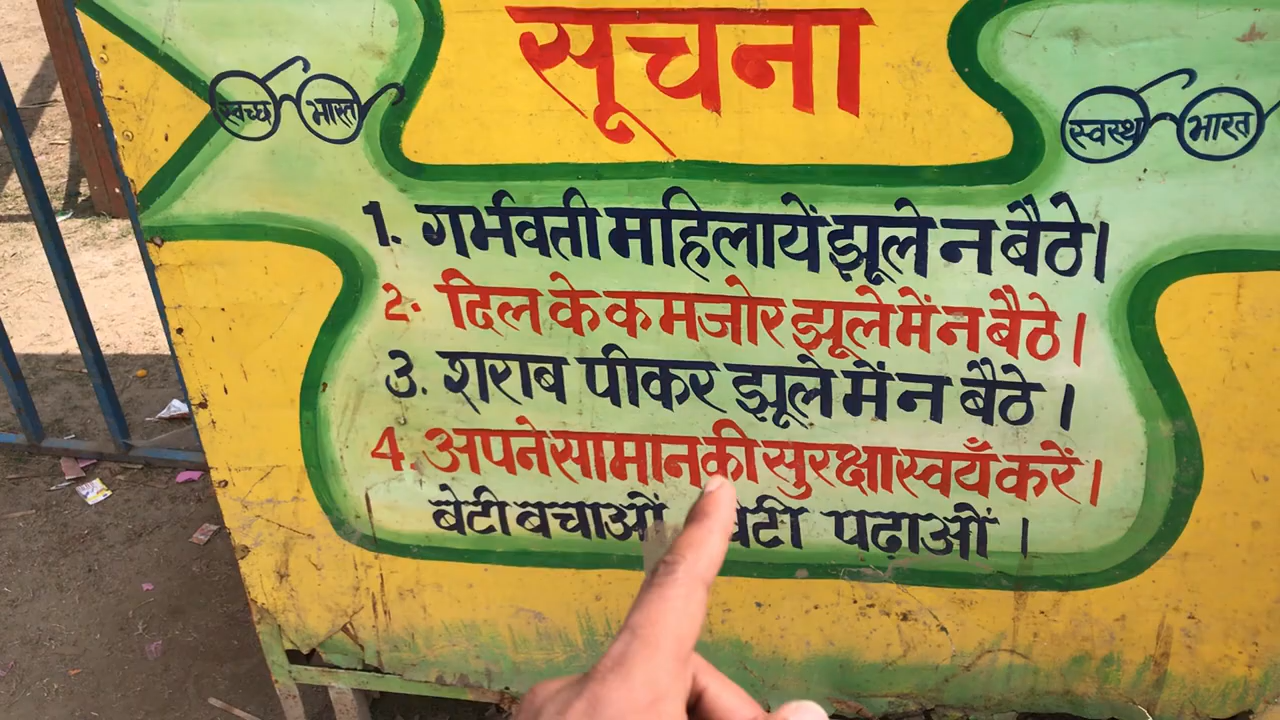 सूचना
स्वच्छ भारत
स्वस्थ भारत
1. गर्भवती महिलायें झूले न बैठे।
2. दिल के कमजोर झूले में न बैठे।
3. शराब पीकर झूले में न बैठे।
4. अपने सामान की सुरक्षा स्वयँ करें।
बेटी बचाओं बेटी पढ़ाओं।